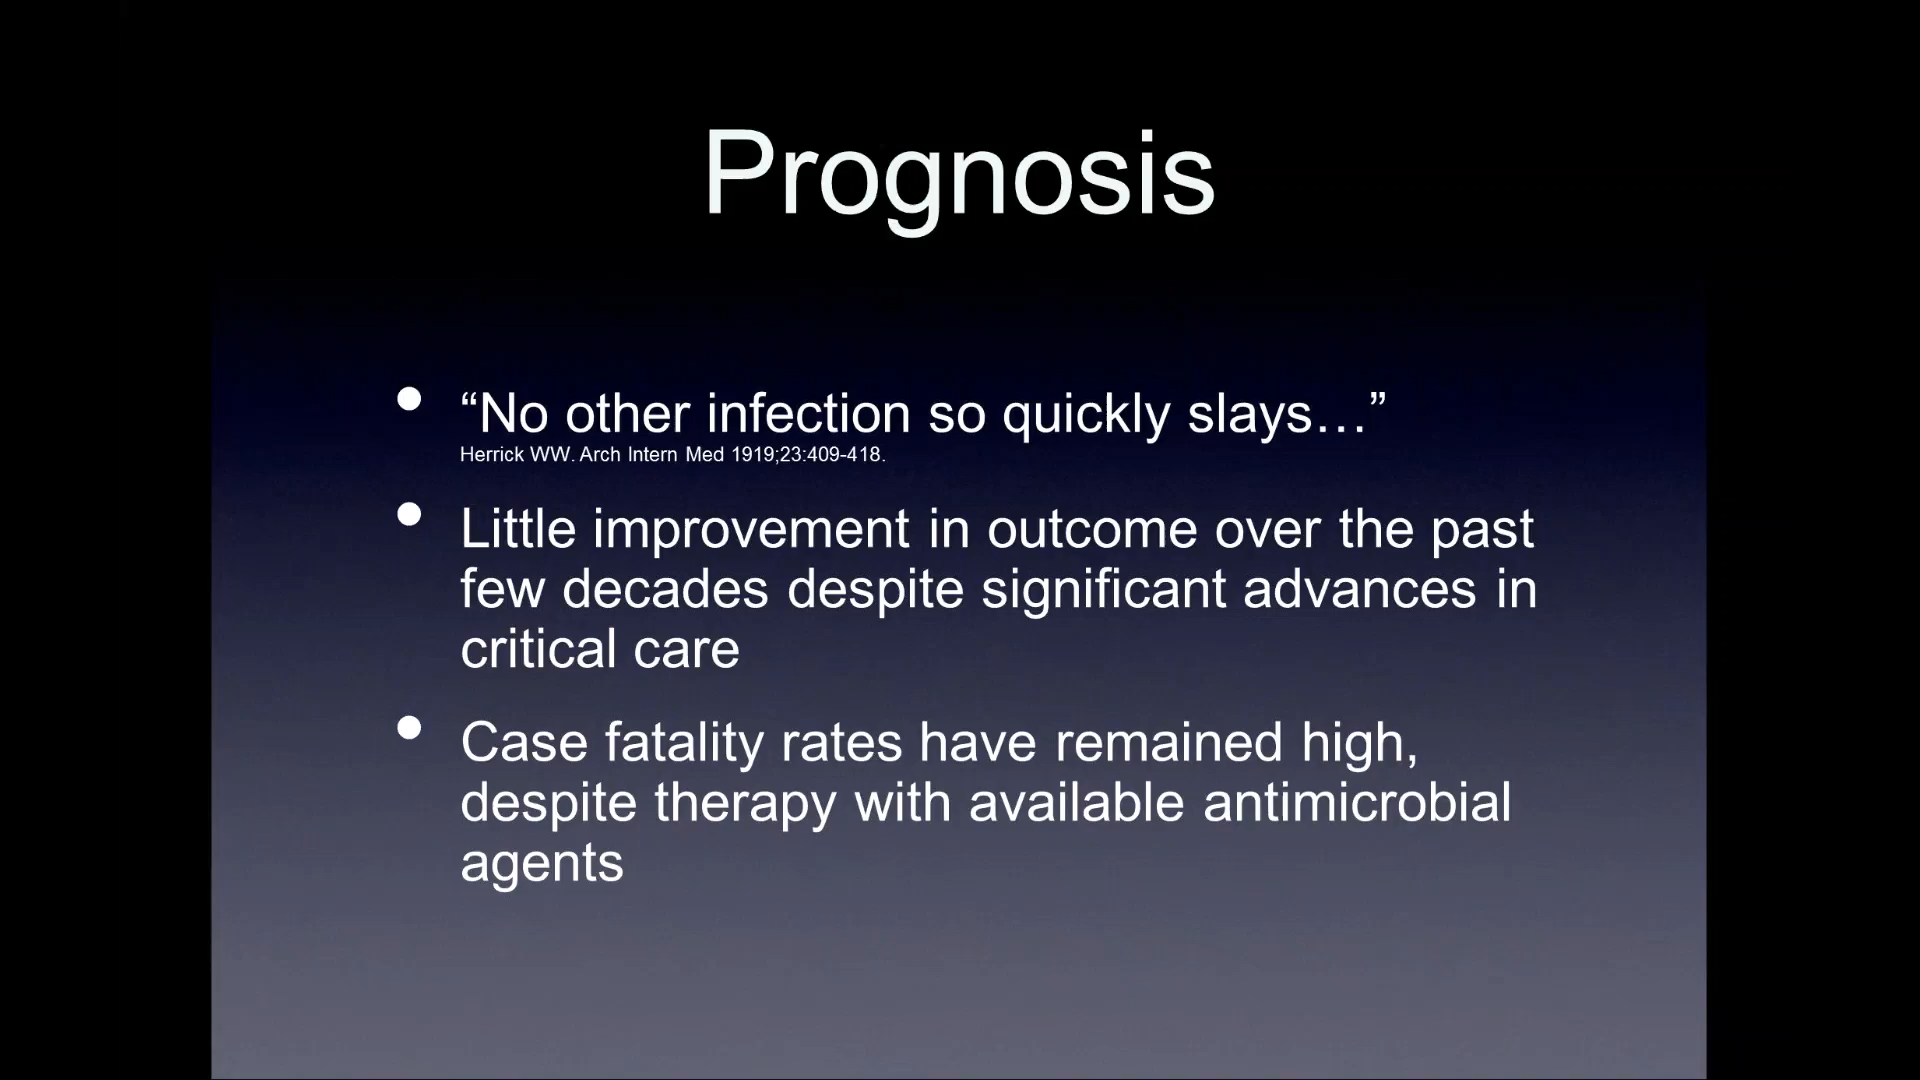 Prognosis
• “No other infection so quickly slays…”
Herrick WW. Arch Intern Med 1919;23:409-418.
• Little improvement in outcome over the past
few decades despite significant advances in
critical care
• Case fatality rates have remained high,
despite therapy with available antimicrobial
agents